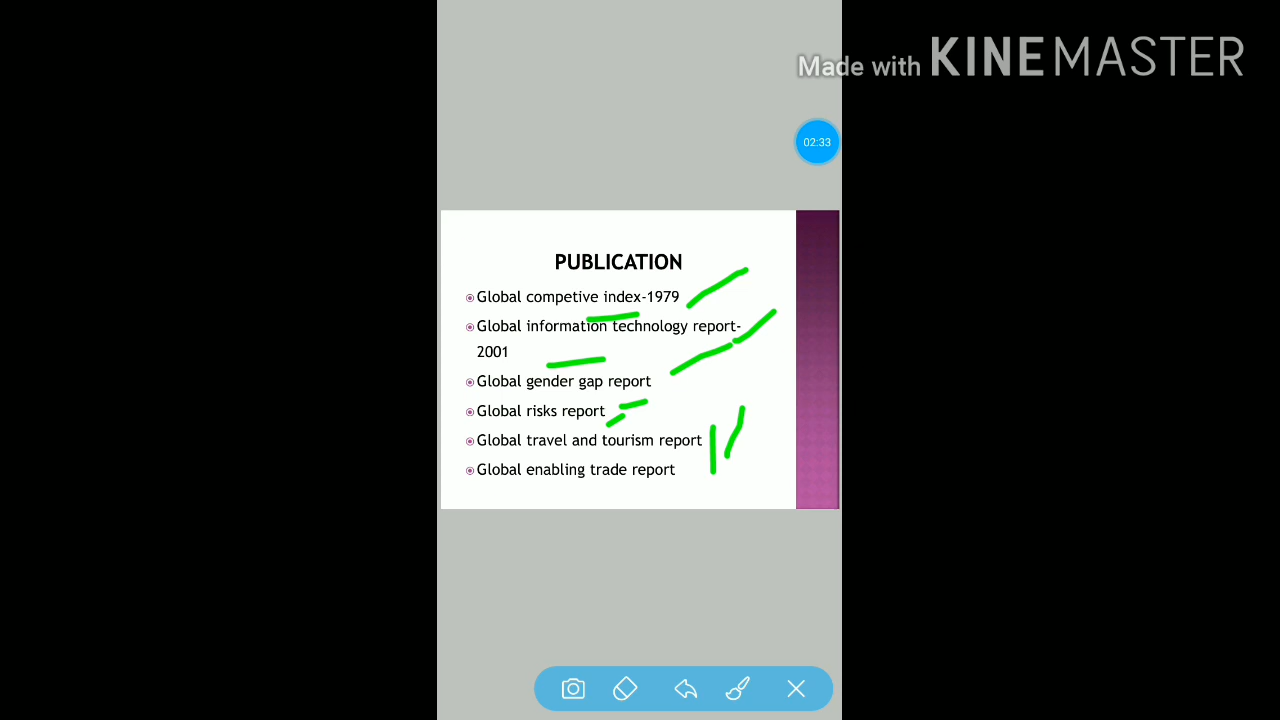 Made with KINEMASTER
02:33
PUBLICATION
Global competive index-1979
Global information technology report-
2001
Global gender gap report
Global risks report
Global travel and tourism report
Global enabling trade report